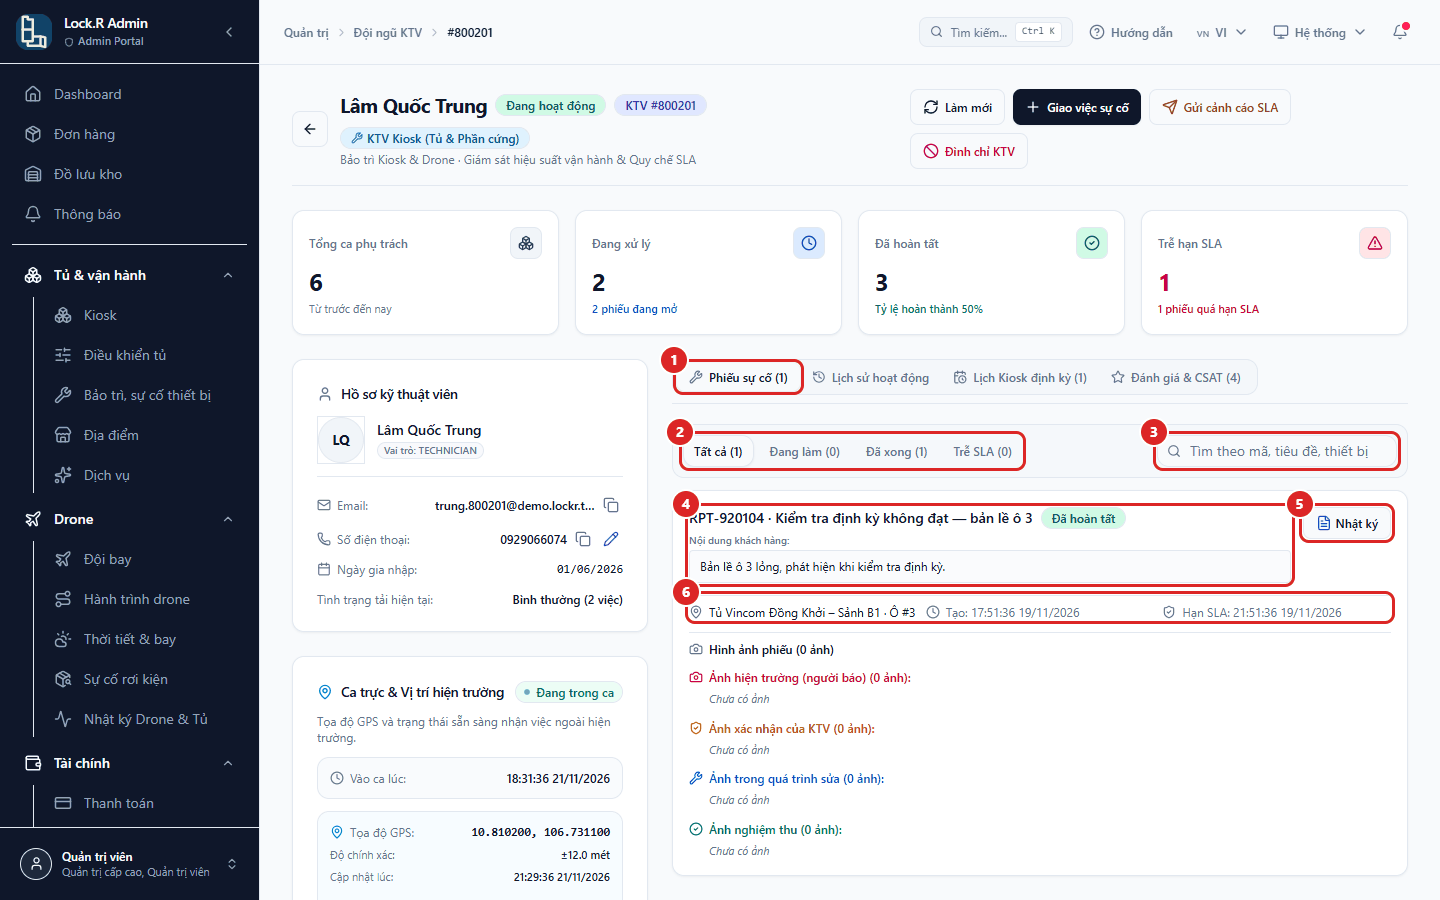 Lock.R Admin
Admin Portal
Dashboard
Đơn hàng
Đồ lưu kho
Thông báo
Tủ & vận hành
Kiosk
Điều khiển tủ
Bảo trì, sự cố thiết bị
Địa điểm
Dịch vụ
Drone
Đội bay
Hành trình drone
Thời tiết & bay
Sự cố rơi kiện
Nhật ký Drone & Tủ
Tài chính
Thanh toán
Quản trị viên
Quản trị cấp cao, Quản trị viên
Quản trị > Đội ngũ KTV > #800201
Tìm kiếm... Ctrl K
Hướng dẫn
VN VI
Hệ thống
Lâm Quốc Trung Đang hoạt động KTV #800201
KTV Kiosk (Tủ & Phần cứng)
Bảo trì Kiosk & Drone · Giám sát hiệu suất vận hành & Quy chế SLA
Làm mới
Giao việc sự cố
Gửi cảnh cáo SLA
Đình chỉ KTV
Tổng ca phụ trách
6
Từ trước đến nay
Đang xử lý
2
2 phiếu đang mở
Đã hoàn tất
3
Tỷ lệ hoàn thành 50%
Trễ hạn SLA
1
1 phiếu quá hạn SLA
Hồ sơ kỹ thuật viên
LQ
Lâm Quốc Trung
Vai trò: TECHNICIAN
Email: trung.800201@demo.lockr.t...
Số điện thoại: 0929066074
Ngày gia nhập: 01/06/2026
Tình trạng tải hiện tại: Bình thường (2 việc)
Ca trực & Vị trí hiện trường Đang trong ca
Tọa độ GPS và trạng thái sẵn sàng nhận việc ngoài hiện
trường.
Vào ca lúc: 18:31:36 21/11/2026
Tọa độ GPS: 10.810200, 106.731100
Độ chính xác: ±12.0 mét
Cập nhật lúc: 21:29:36 21/11/2026
1
Phiếu sự cố (1) Lịch sử hoạt động Lịch Kiosk định kỳ (1) Đánh giá & CSAT (4)
2
Tất cả (1) Đang làm (0) Đã xong (1) Trễ SLA (0)
3
Tìm theo mã, tiêu đề, thiết bị
4
RPT-920104 · Kiểm tra định kỳ không đạt — bản lề ô 3 Đã hoàn tất
5
Nhật ký
Nội dung khách hàng:
Bản lề ô 3 lỏng, phát hiện khi kiểm tra định kỳ.
6
Tủ Vincom Đồng Khởi – Sảnh B1 · Ô #3 Tạo: 17:51:36 19/11/2026 Hạn SLA: 21:51:36 19/11/2026
Hình ảnh phiếu (0 ảnh)
Ảnh hiện trường (người báo) (0 ảnh):
Chưa có ảnh
Ảnh xác nhận của KTV (0 ảnh):
Chưa có ảnh
Ảnh trong quá trình sửa (0 ảnh):
Chưa có ảnh
Ảnh nghiệm thu (0 ảnh):
Chưa có ảnh